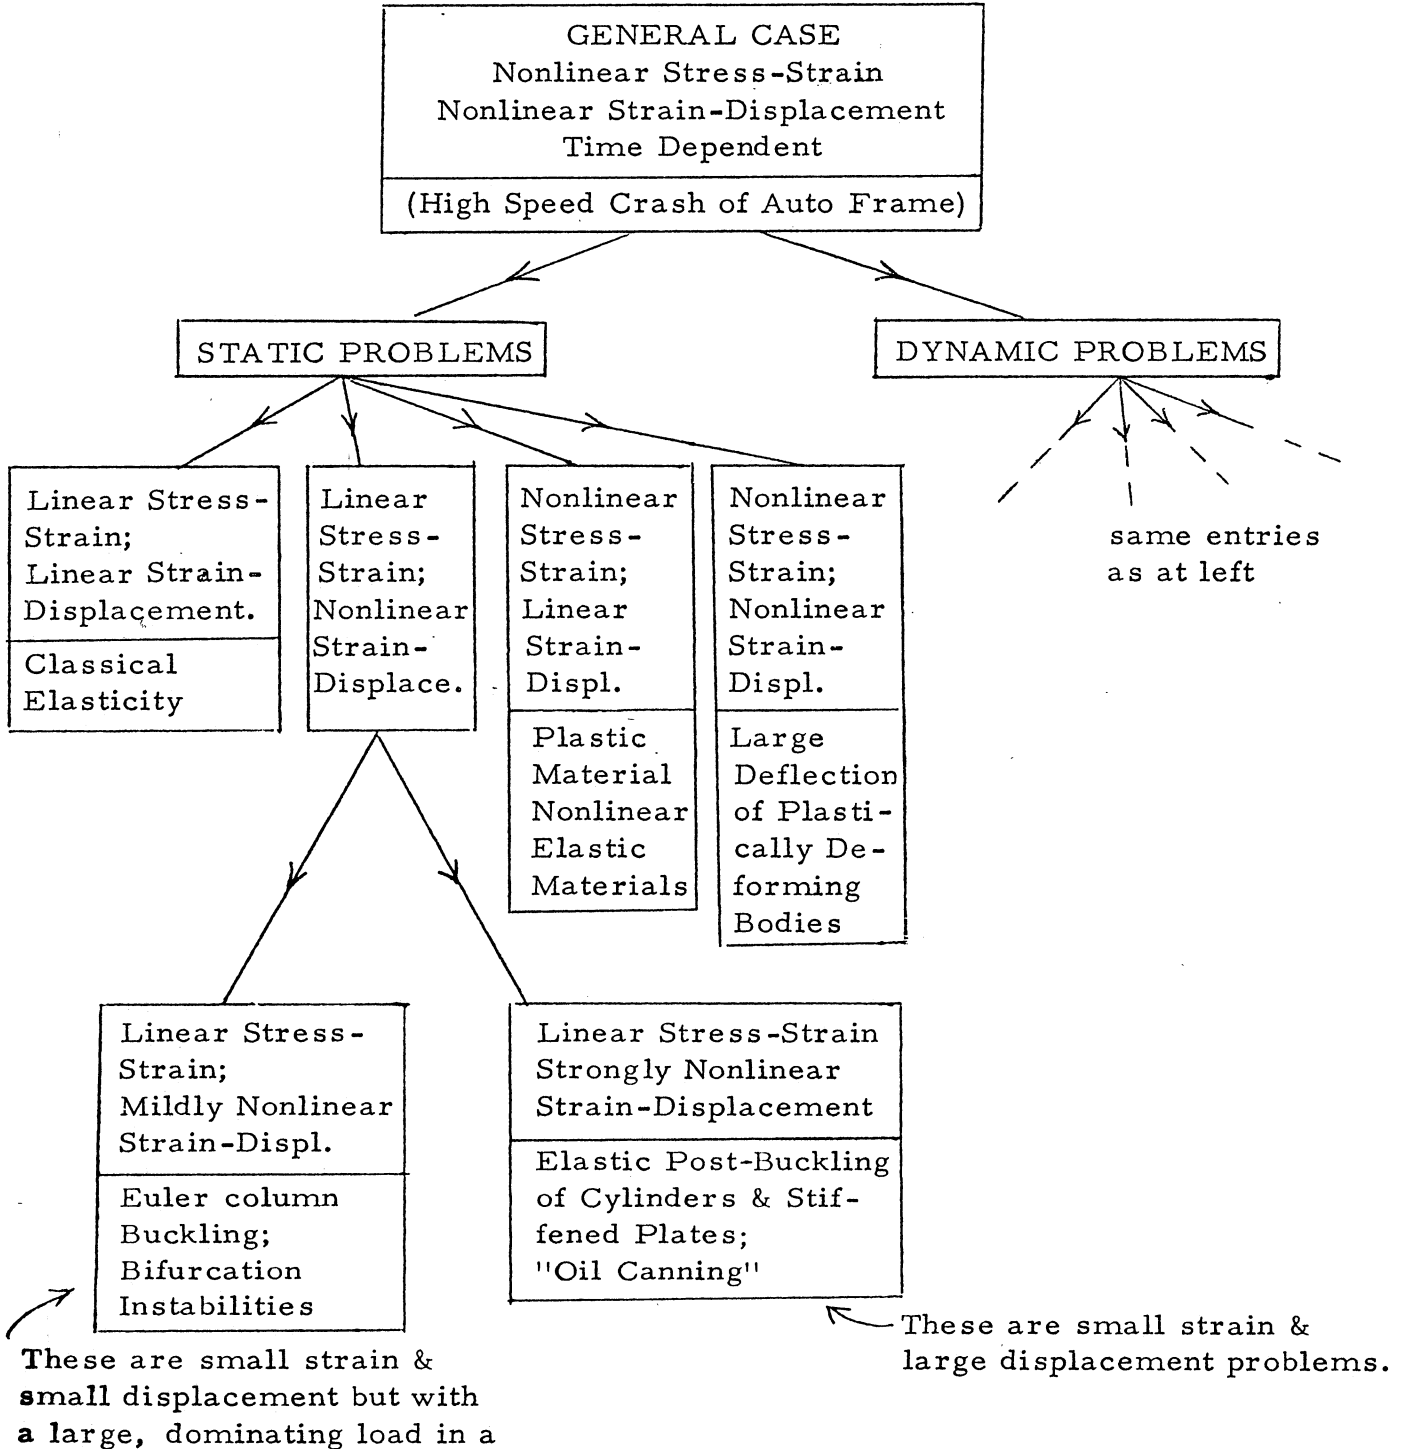 GENERAL CASE
Nonlinear Stress-Strain
Nonlinear Strain-Displacement
Time Dependent
(High Speed Crash of Auto Frame)
STATIC PROBLEMS
DYNAMIC PROBLEMS
Linear Stress-
Strain;
Linear Strain-
Displacement.
Classical
Elasticity
Linear
Stress-
Strain;
Nonlinear
Strain-
Displace.
Nonlinear
Stress-
Strain;
Linear
Strain-
Displ.
Plastic
Material
Nonlinear
Elastic
Materials
Nonlinear
Stress-
Strain;
Nonlinear
Strain-
Displ.
Large
Deflection
of Plasti-
cally De-
forming
Bodies
same entries
as at left
Linear Stress-
Strain;
Mildly Nonlinear
Strain-Displ.
Euler column
Buckling;
Bifurcation
Instabilities
Linear Stress-Strain
Strongly Nonlinear
Strain-Displacement
Elastic Post-Buckling
of Cylinders & Stif-
fened Plates;
"Oil Canning"
These are small strain &
small displacement but with
a large, dominating load in a
These are small strain &
large displacement problems.